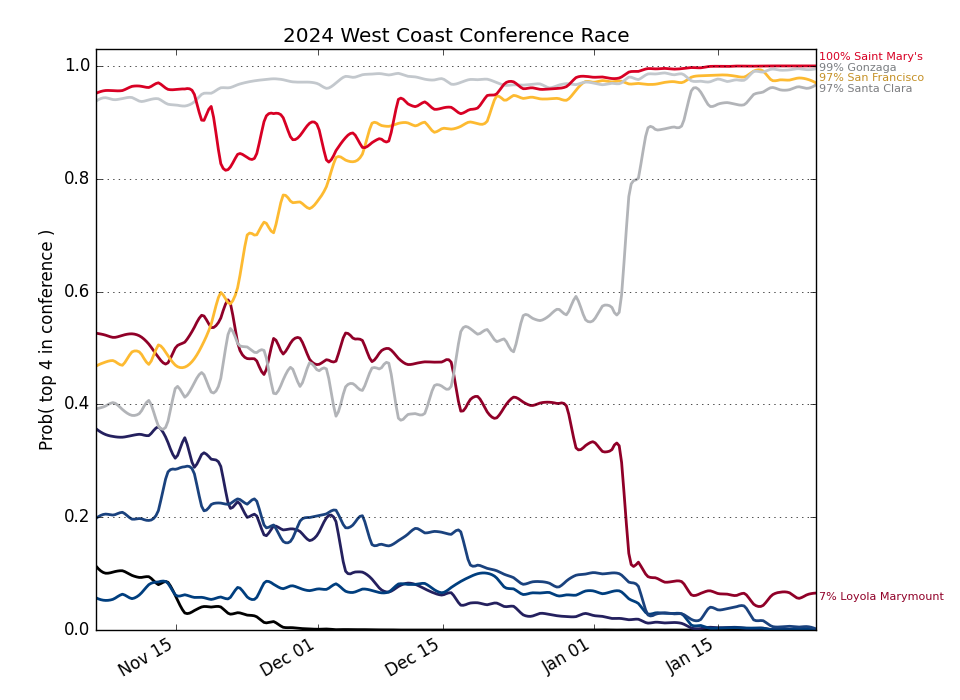 2024 West Coast Conference Race
Prob( top 4 in conference )
1.0
0.8
0.6
0.4
0.2
0.0
Nov 15
Dec 01
Dec 15
Jan 01
Jan 15
100% Saint Mary's
99% Gonzaga
97% San Francisco
97% Santa Clara
7% Loyola Marymount